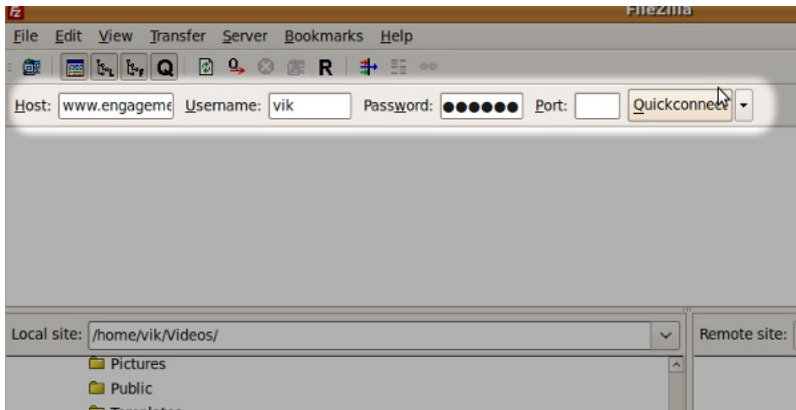 FileZilla
File Edit View Transfer Server Bookmarks Help
Q R
Host: www.engageme Username: vik Password: ●●●●●● Port: Quickconnect
Local site: /home/vik/Videos/ Remote site:
Pictures
Public
Templates